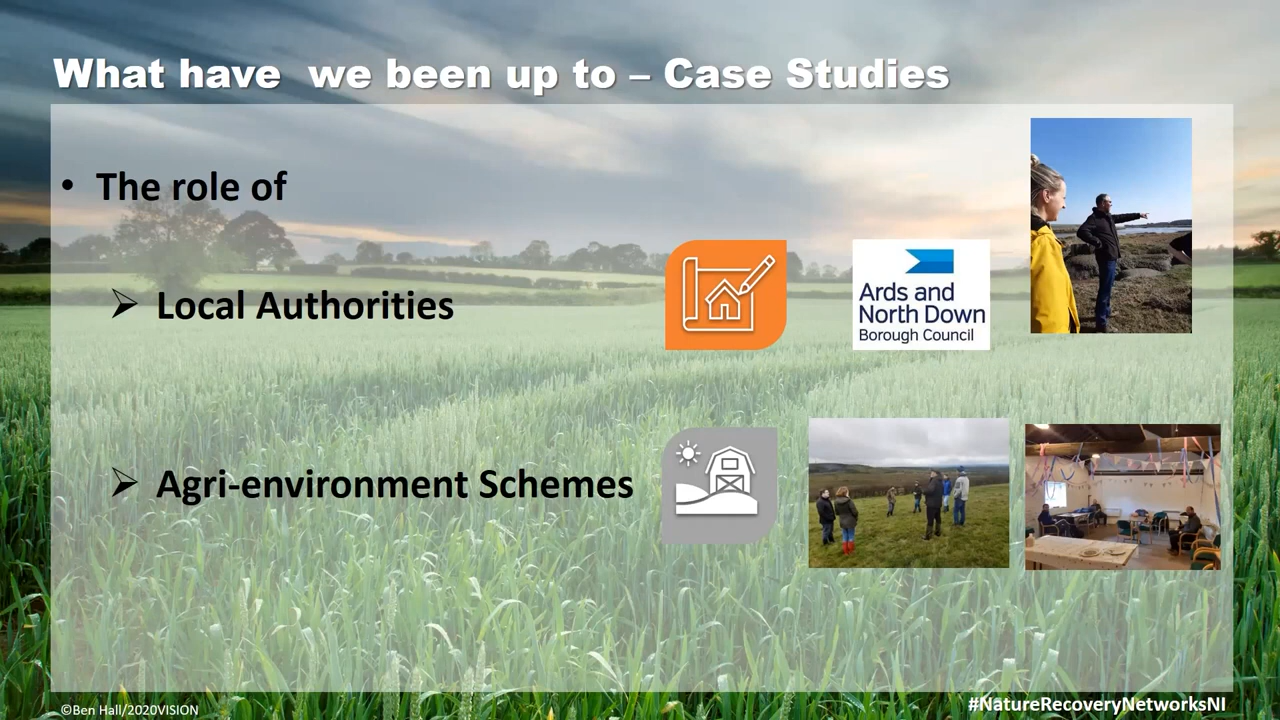 What have  we been up to – Case Studies
• The role of
➢ Local Authorities
Ards and
North Down
Borough Council
➢ Agri-environment Schemes
©Ben Hall/2020VISION
#NatureRecoveryNetworksNI